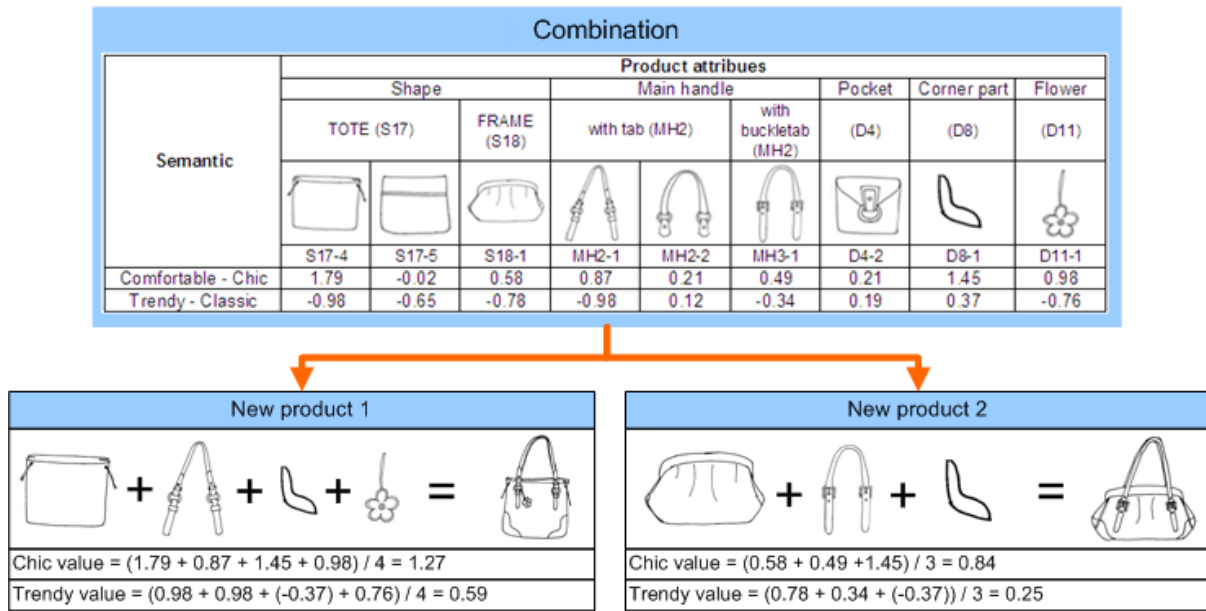 Combination
Product attribues
Semantic
Shape Main handle Pocket Corner part Flower
TOTE (S17) FRAME (S18) with tab (MH2) with buckletab (MH2) (D4) (D8) (D11)
S17-4 S17-5 S18-1 MH2-1 MH2-2 MH3-1 D4-2 D8-1 D11-1
Comfortable - Chic 1.79 -0.02 0.58 0.87 0.21 0.49 0.21 1.45 0.98
Trendy - Classic -0.98 -0.65 -0.78 -0.98 0.12 -0.34 0.19 0.37 -0.76
New product 1
+ + + =
Chic value = (1.79 + 0.87 + 1.45 + 0.98) / 4 = 1.27
Trendy value = (0.98 + 0.98 + (-0.37) + 0.76) / 4 = 0.59
New product 2
+ + =
Chic value = (0.58 + 0.49 +1.45) / 3 = 0.84
Trendy value = (0.78 + 0.34 + (-0.37)) / 3 = 0.25